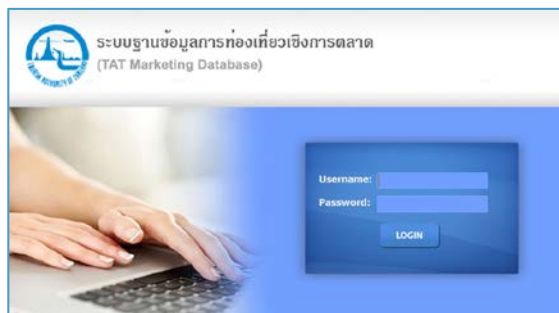 ระบบฐานข้อมูลการท่องเที่ยวเชิงการตลาด
(TAT Marketing Database)
Username:
Password:
LOGIN